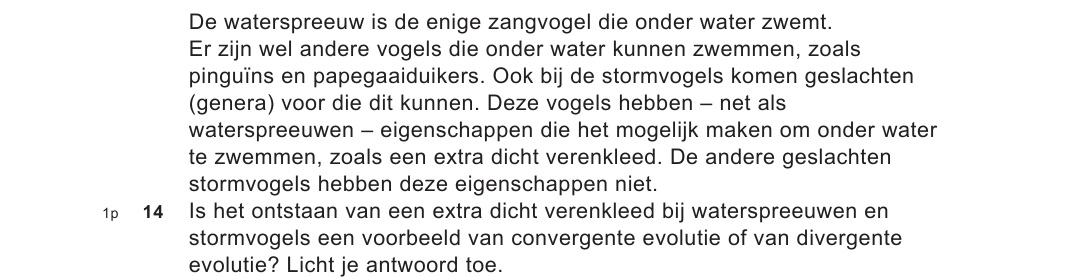 De waterspreeuw is de enige zangvogel die onder water zwemt.
Er zijn wel andere vogels die onder water kunnen zwemmen, zoals
pinguïns en papegaaiduikers. Ook bij de stormvogels komen geslachten
(genera) voor die dit kunnen. Deze vogels hebben – net als
waterspreeuwen – eigenschappen die het mogelijk maken om onder water
te zwemmen, zoals een extra dicht verenkleed. De andere geslachten
stormvogels hebben deze eigenschappen niet.
1p 14 Is het ontstaan van een extra dicht verenkleed bij waterspreeuwen en
stormvogels een voorbeeld van convergente evolutie of van divergente
evolutie? Licht je antwoord toe.